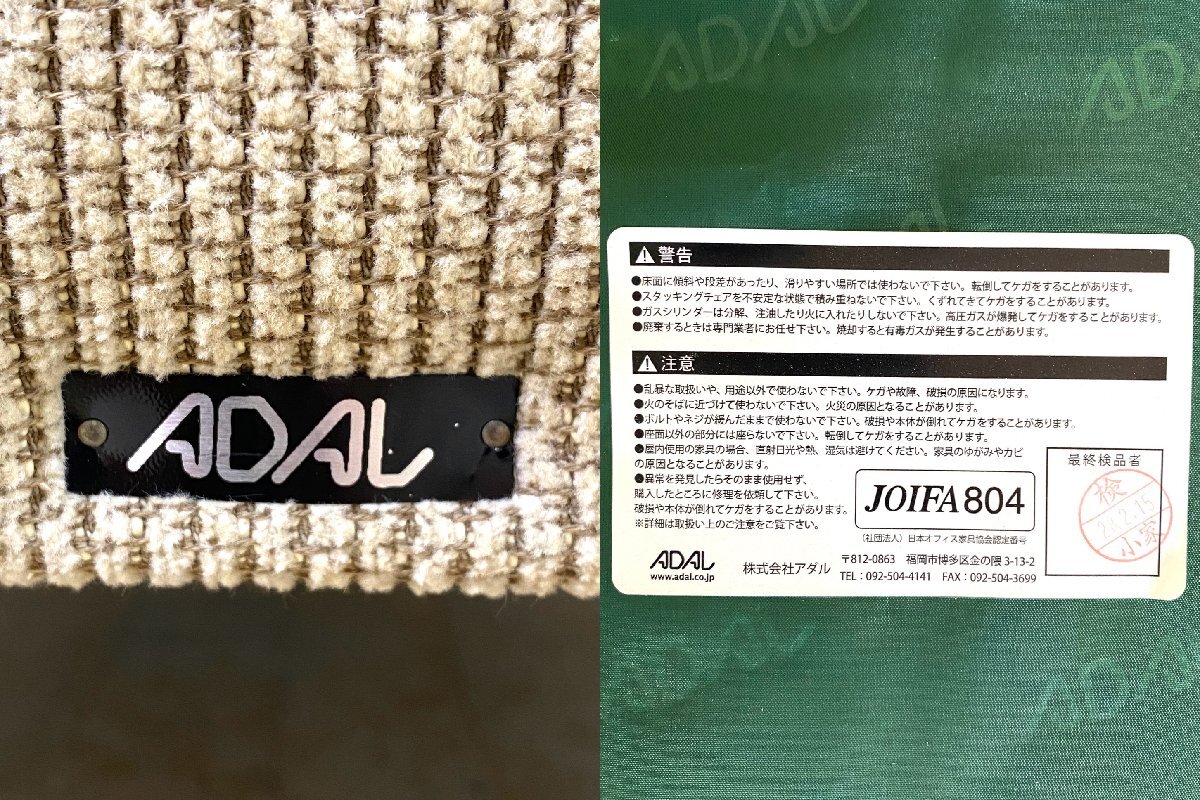 ADAL
ADAL
AD
ADAL
警告
●床面に傾斜や段差があったり、滑りやすい場所では使わないで下さい。転倒してケガをすることがあります。
●スタッキングチェアを不安定な状態で積み重ねないで下さい。くずれてきてケガをすることがあります。
●ガスシリンダーは分解、注油したり火に入れたりしないで下さい。高圧ガスが爆発してケガをすることがあります。
●廃棄するときは専門業者にお任せ下さい。焼却すると有毒ガスが発生することがあります。
注意
●乱暴な取扱いや、用途以外で使わないで下さい。ケガや故障、破損の原因になります。
●火のそばに近づけて使わないで下さい。火災の原因となることがあります。
●ボルトやネジが緩んだままで使わないで下さい。破損や本体が倒れてケガをすることがあります。
●座面以外の部分には座らないで下さい。転倒してケガをすることがあります。
●屋内使用の家具の場合、直射日光や熱、湿気は避けてください。家具のゆがみやカビ
の原因となることがあります。
●異常を発見したらそのまま使用せず、
購入したところに修理を依頼して下さい。
破損や本体が倒れてケガをすることがあります。
※詳細は取扱い上のご注意をご覧下さい。
JOIFA804
(社団法人) 日本オフィス家具協会認定番号
最終検品者
検
2.15
小家
ADAL
www.adal.co.jp
株式会社アダル
〒812-0863 福岡市博多区金の隈3-13-2
TEL：092-504-4141 FAX：092-504-3699
ADAL
ADAL